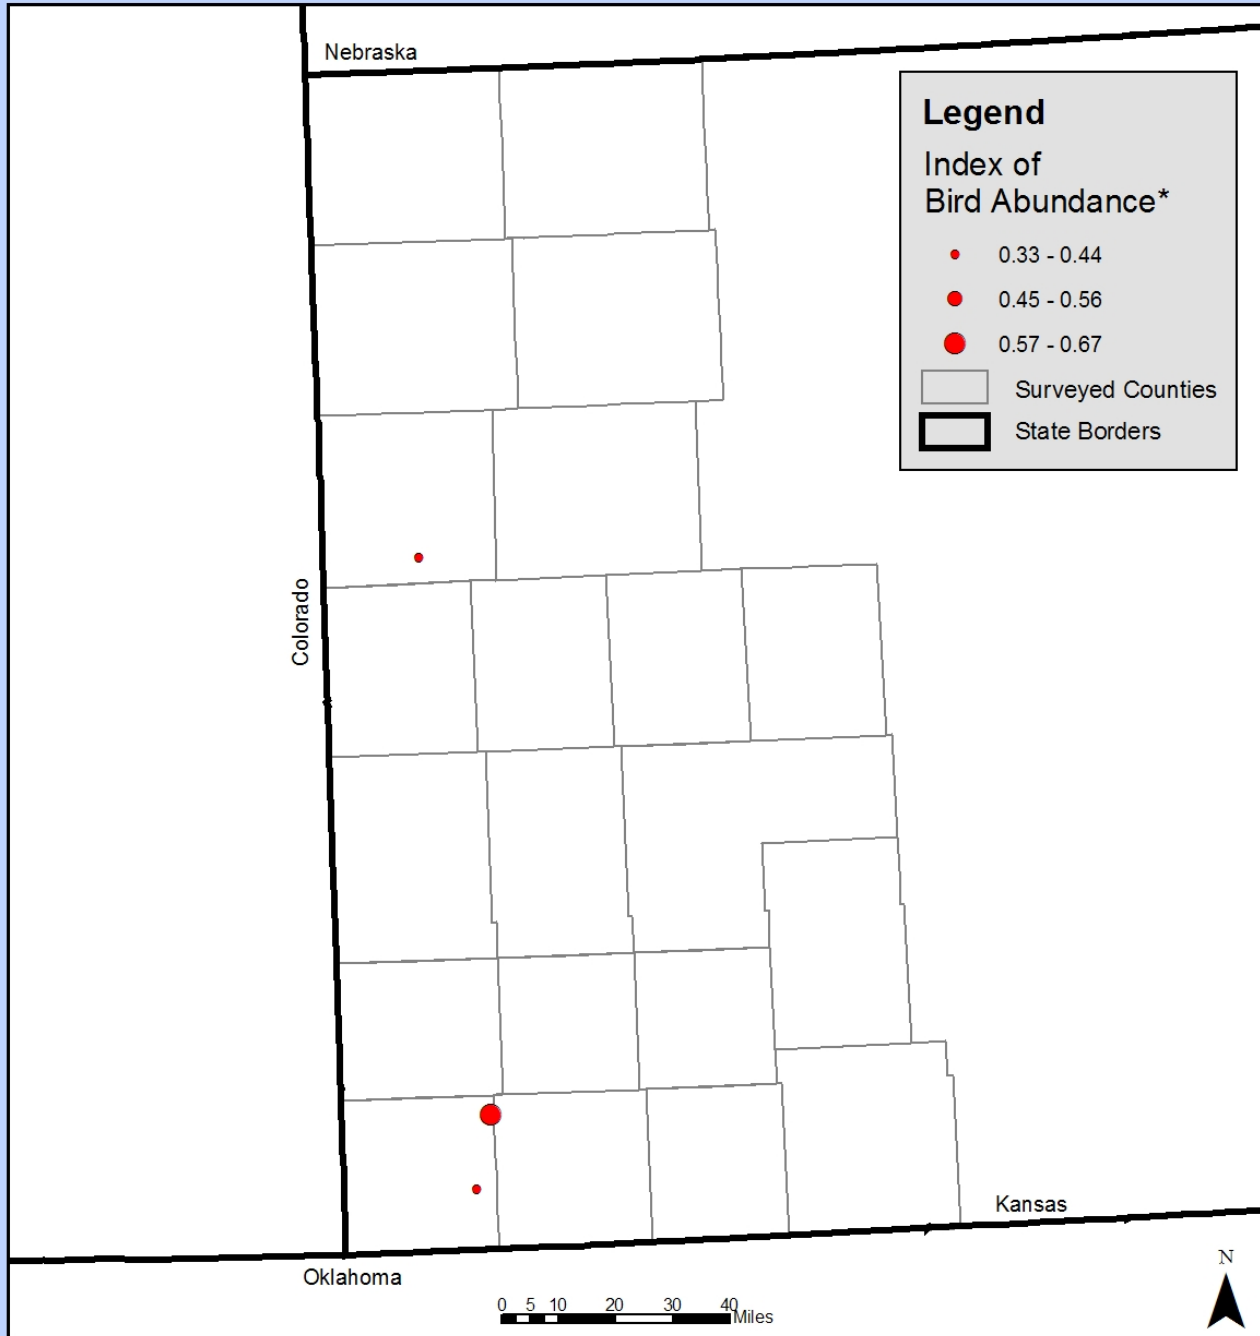 Nebraska
Legend
Index of
Bird Abundance*
0.33 - 0.44
0.45 - 0.56
0.57 - 0.67
Surveyed Counties
State Borders
Colorado
Kansas
Oklahoma
N
0 5 10 20 30 40
Miles